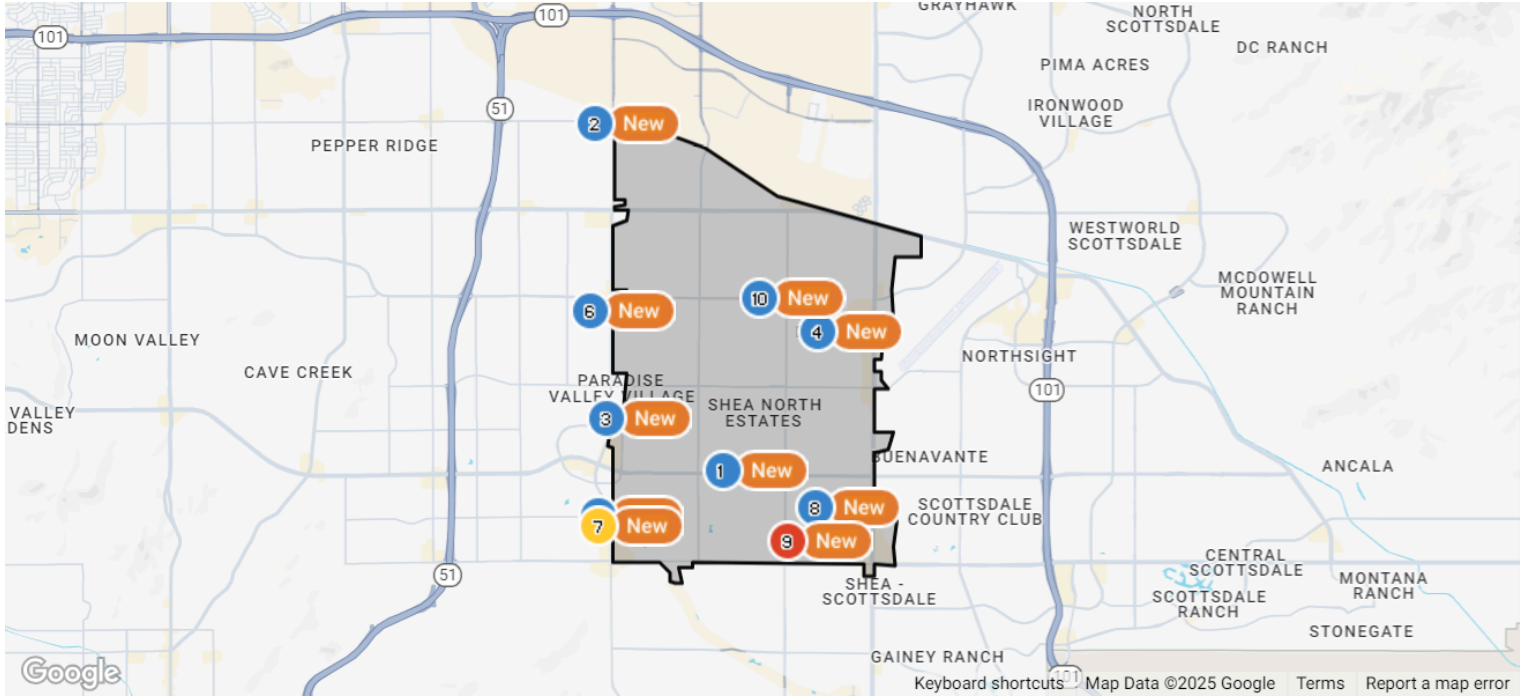 GRAYHAWK
101
101
NORTH
SCOTTSDALE
DC RANCH
PIMA ACRES
51
IRONWOOD
VILLAGE
2 New
PEPPER RIDGE
WESTWORLD
SCOTTSDALE
MCDOWELL
MOUNTAIN
RANCH
10 New
6 New
4 New
MOON VALLEY
NORTHSIGHT
CAVE CREEK
PARADISE
VALLEY VILLAGE
101
SHEA NORTH
ESTATES
VALLEY
DENS
3 New
BUENAVANTE
ANCALA
1 New
8 New
SCOTTSDALE
COUNTRY CLUB
7 New
9 New
CENTRAL
SCOTTSDALE
51
SHEA -
SCOTTSDALE
MONTANA
RANCH
SCOTTSDALE
RANCH
STONEGATE
GAINEY RANCH
101
Google
Keyboard shortcuts
Map Data ©2025 Google
Terms
Report a map error